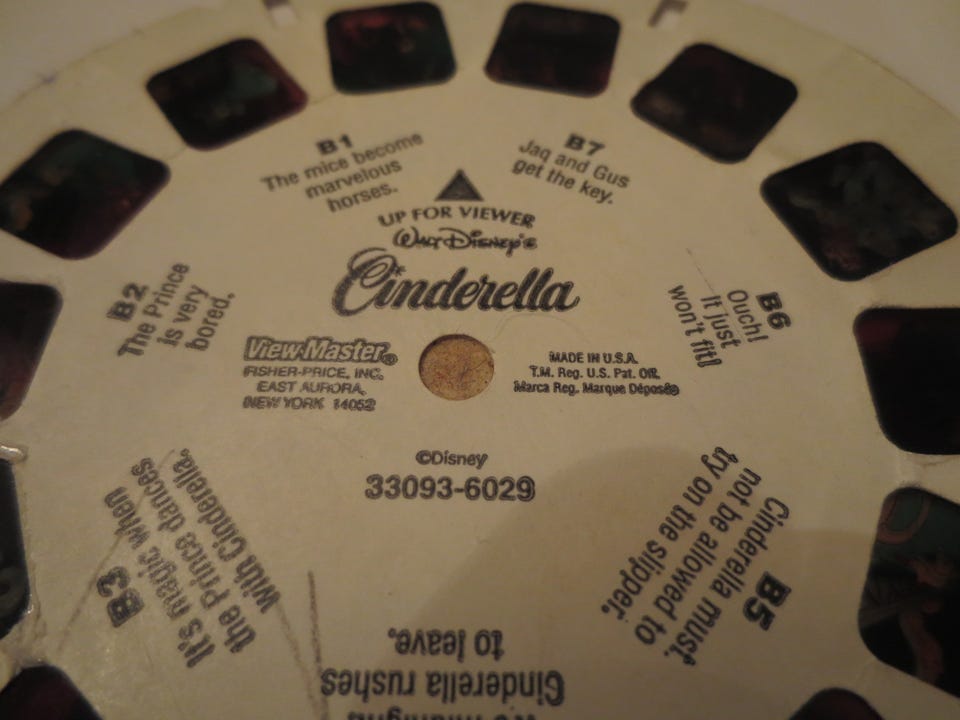 B1
The mice become
marvelous
horses.
B7
Jaq and Gus
get the key.
UP FOR VIEWER
Walt Disney's
Cinderella
B2
The Prince
is very
bored.
B6
Ouch!
It just
won't fit!
View-Master®
FISHER-PRICE, INC.
EAST AURORA,
NEW YORK 14052
MADE IN U.S.A.
T.M. Reg. U.S. Pat. Off.
Marca Reg. Marque Déposée
©Disney
33093-6029
B3
It's magic when
the Prince dances
with Cinderella.
B5
Cinderella must
not be allowed to
try on the slipper.
Cinderella rushes
to leave.